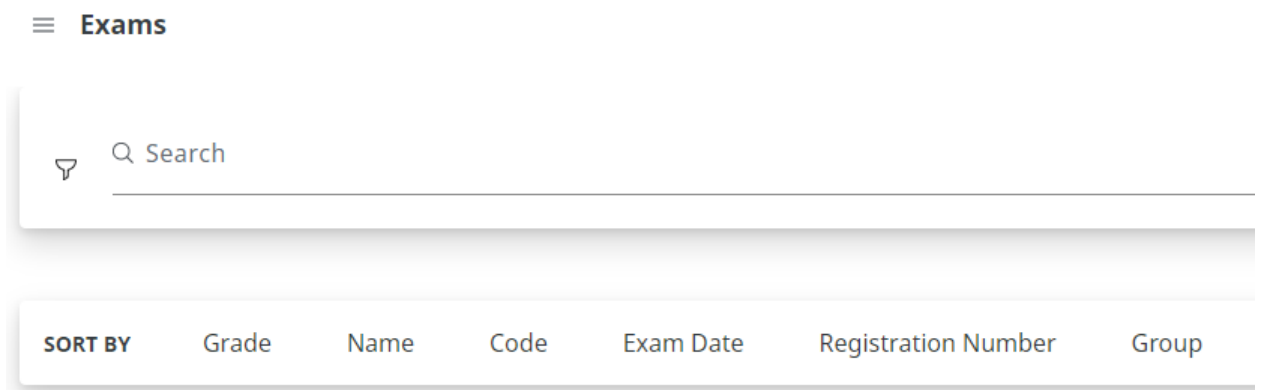 Exams
Search
SORT BY Grade Name Code Exam Date Registration Number Group